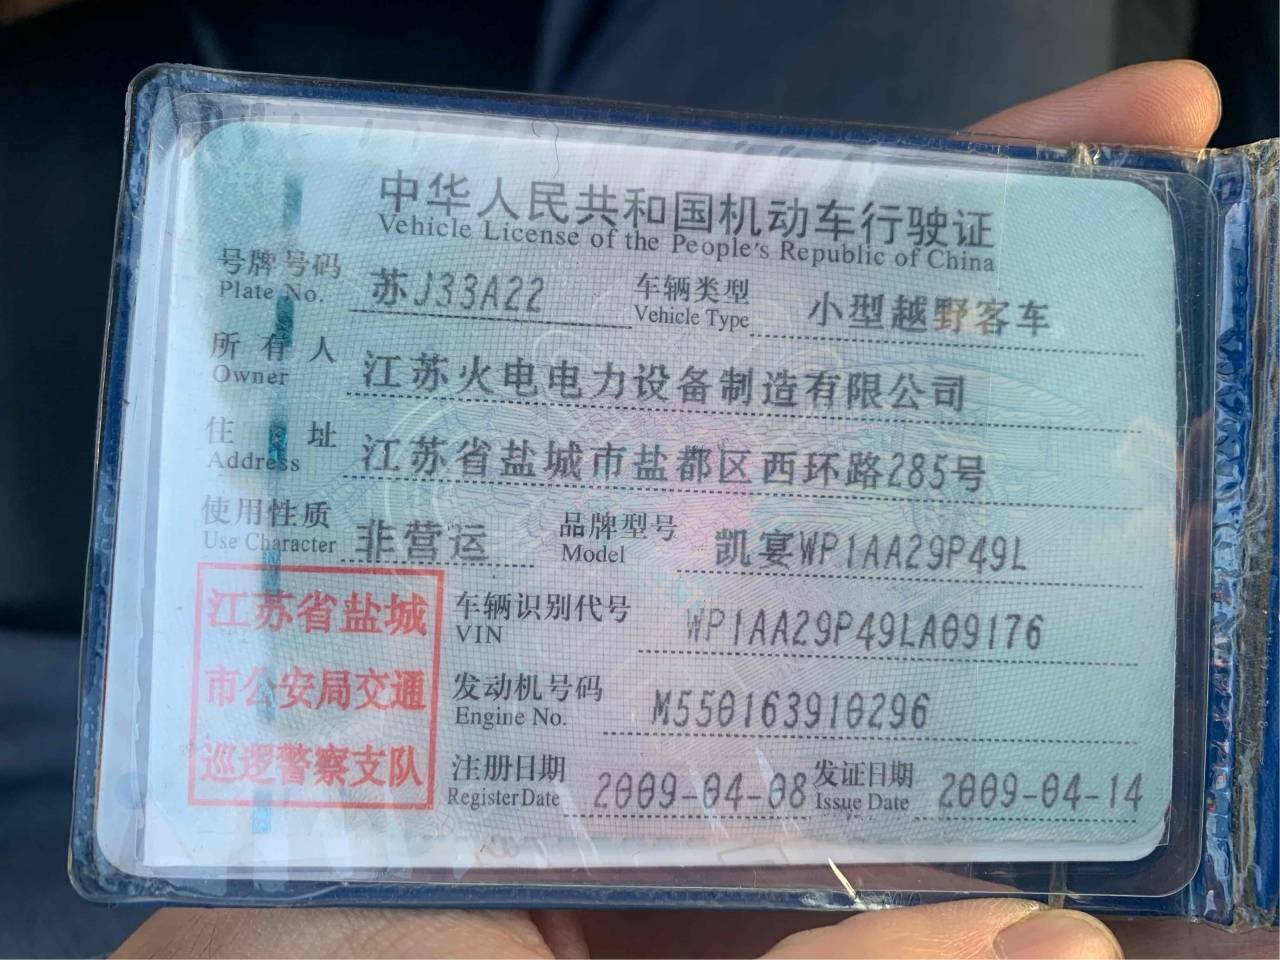 中华人民共和国机动车行驶证
Vehicle License of the People's Republic of China
号牌号码 苏J33A22 车辆类型 小型越野客车
Plate No. Vehicle Type
所有人 江苏火电电力设备制造有限公司
Owner
住址 江苏省盐城市盐都区西环路285号
Address
使用性质 非营运 品牌型号 凯宴WP1AA29P49L
Use Character Model
江苏省盐城
市公安局交通
巡逻警察支队
车辆识别代号 WP1AA29P49LA09176
VIN
发动机号码 M550163910296
Engine No.
注册日期 2009-04-08 发证日期 2009-04-14
Register Date Issue Date